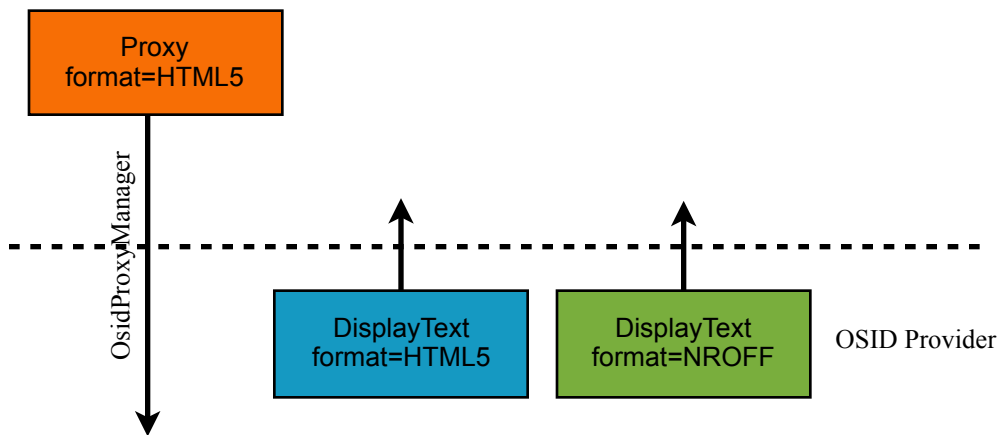 Proxy
format=HTML5
OsidProxyManager
DisplayText
format=HTML5
DisplayText
format=NROFF
OSID Provider